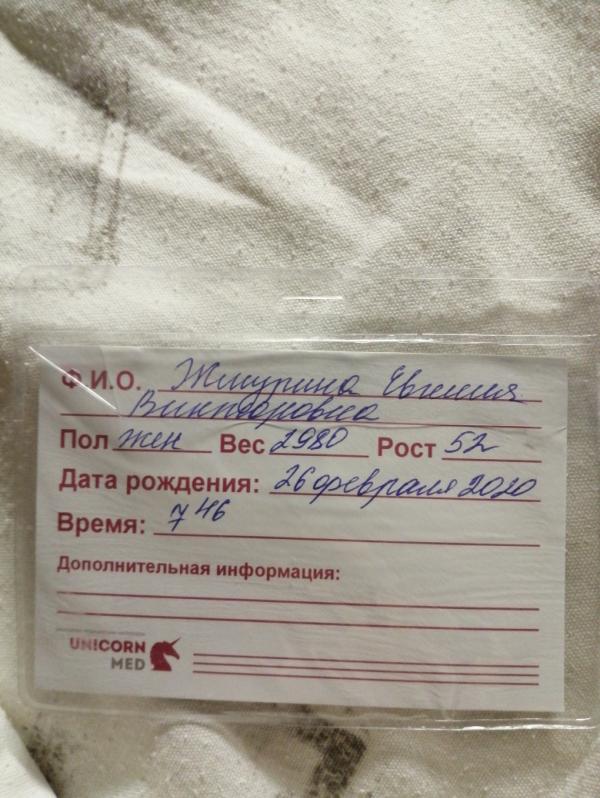 Ф.И.О. Жмурина Евгения
Викторовна
Пол жен Вес 2980 Рост 52
Дата рождения: 26 февраля 2020
Время: 7 46
Дополнительная информация:
UNICORN
MED